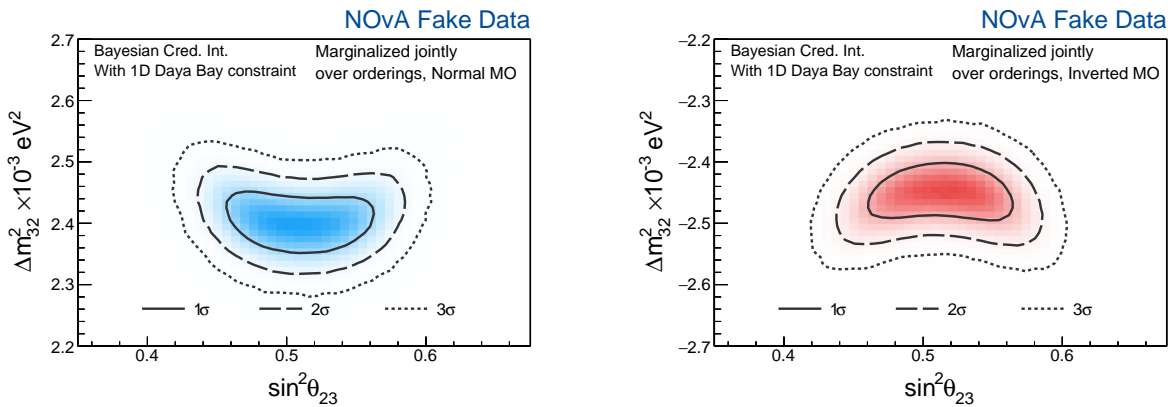 NOvA Fake Data
Bayesian Cred. Int.
With 1D Daya Bay constraint
Marginalized jointly
over orderings, Normal MO
2.7
2.6
2.5
2.4
2.3
2.2
Δm²₃₂ ×10⁻³ eV²
1σ 2σ 3σ
0.4 0.5 0.6
sin²θ₂₃
NOvA Fake Data
Bayesian Cred. Int.
With 1D Daya Bay constraint
Marginalized jointly
over orderings, Inverted MO
−2.2
−2.3
−2.4
−2.5
−2.6
−2.7
Δm²₃₂ ×10⁻³ eV²
1σ 2σ 3σ
0.4 0.5 0.6
sin²θ₂₃